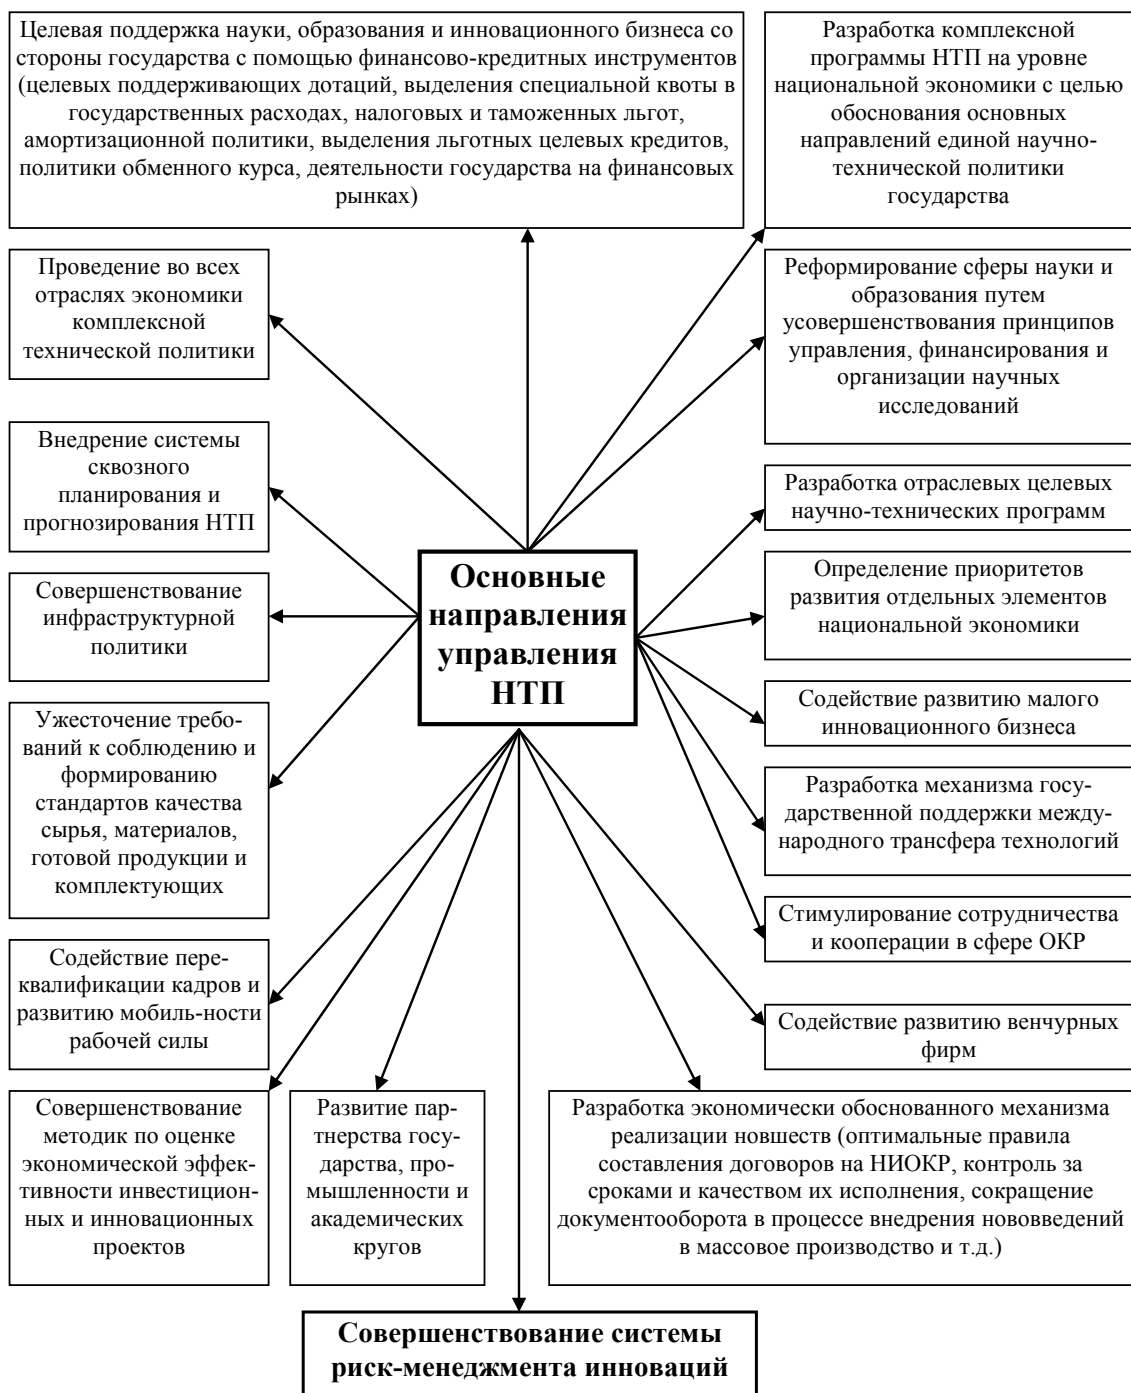 Целевая поддержка науки, образования и инновационного бизнеса со
стороны государства с помощью финансово-кредитных инструментов
(целевых поддерживающих дотаций, выделения специальной квоты в
государственных расходах, налоговых и таможенных льгот,
амортизационной политики, выделения льготных целевых кредитов,
политики обменного курса, деятельности государства на финансовых
рынках)
Разработка комплексной
программы НТП на уровне
национальной экономики с целью
обоснования основных
направлений единой научно-
технической политики
государства
Проведение во всех
отраслях экономики
комплексной
технической политики
Реформирование сферы науки и
образования путем
усовершенствования принципов
управления, финансирования и
организации научных
исследований
Внедрение системы
сквозного
планирования и
прогнозирования НТП
Разработка отраслевых целевых
научно-технических программ
Основные
направления
управления
НТП
Определение приоритетов
развития отдельных элементов
национальной экономики
Совершенствование
инфраструктурной
политики
Содействие развитию малого
инновационного бизнеса
Ужесточение требо-
ваний к соблюдению и
формированию
стандартов качества
сырья, материалов,
готовой продукции и
комплектующих
Разработка механизма госу-
дарственной поддержки между-
народного трансфера технологий
Стимулирование сотрудничества
и кооперации в сфере ОКР
Содействие пере-
квалификации кадров и
развитию мобиль-ности
рабочей силы
Содействие развитию венчурных
фирм
Совершенствование
методик по оценке
экономической эффек-
тивности инвестицион-
ных и инновационных
проектов
Развитие пар-
тнерства госу-
дарства, про-
мышленности и
академических
кругов
Разработка экономически обоснованного механизма
реализации новшеств (оптимальные правила
составления договоров на НИОКР, контроль за
сроками и качеством их исполнения, сокращение
документооборота в процессе внедрения нововведений
в массовое производство и т.д.)
Совершенствование системы
риск-менеджмента инноваций